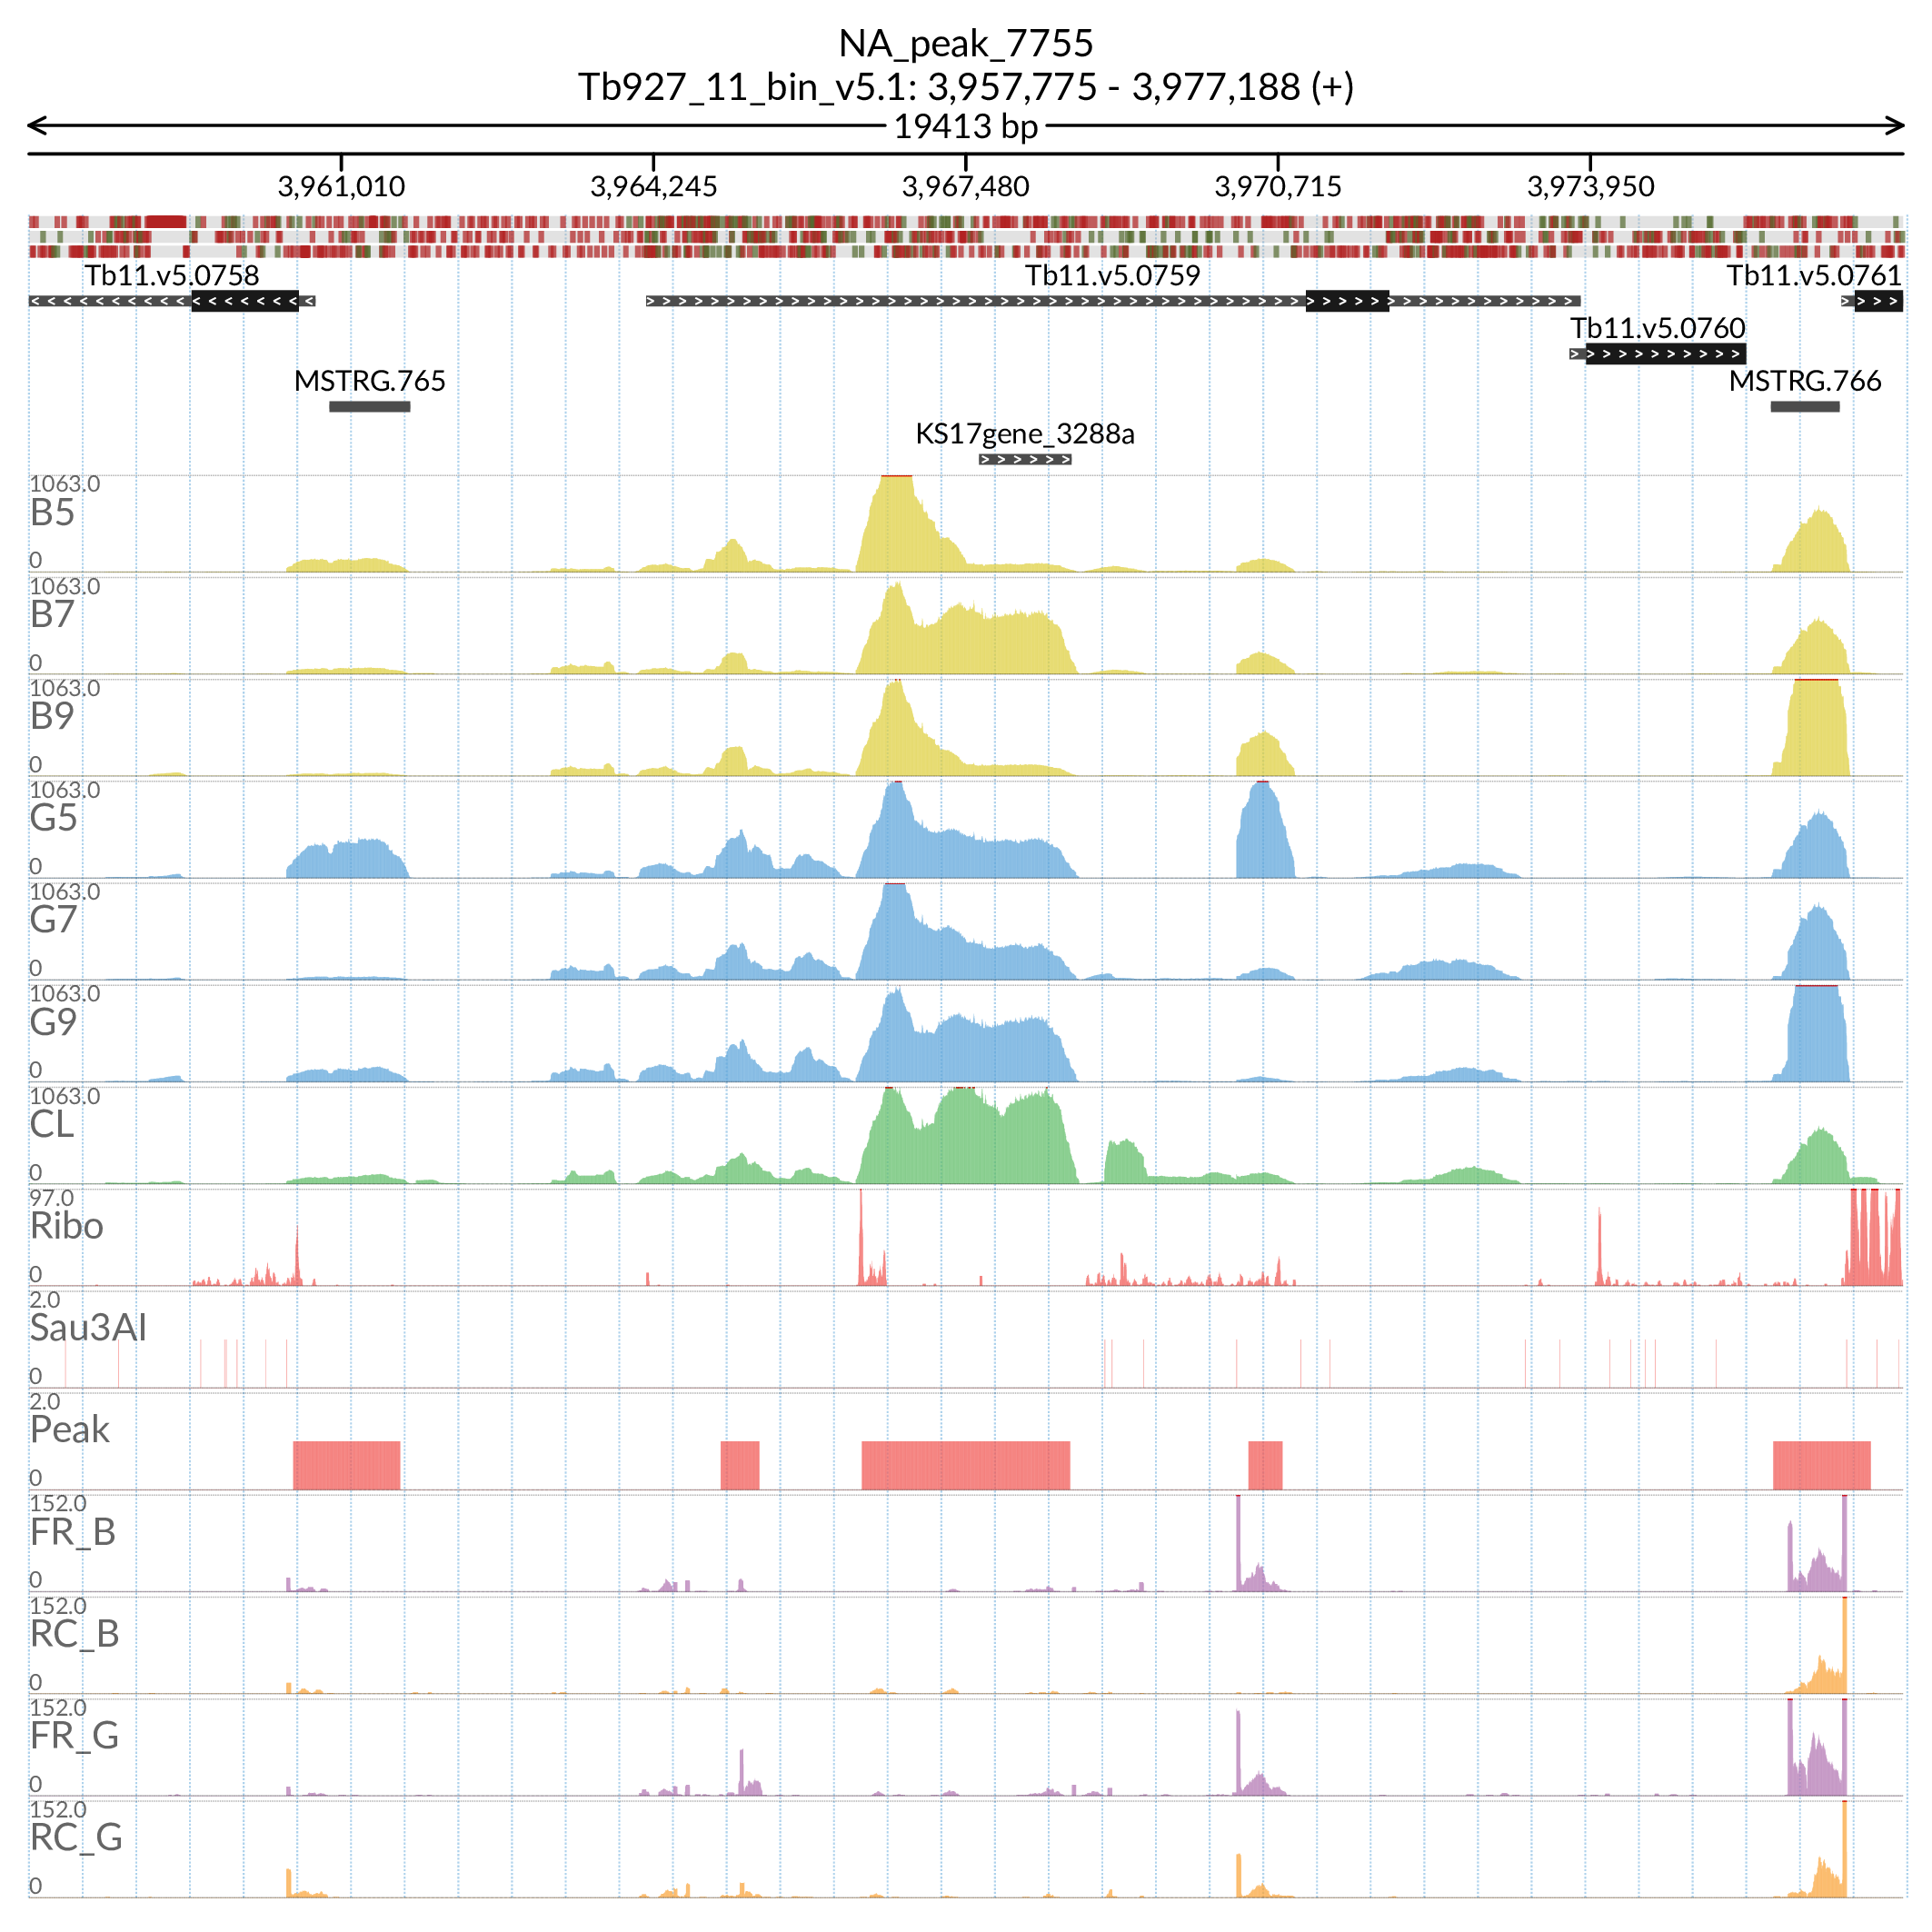 NA_peak_7755
Tb927_11_bin_v5.1: 3,957,775 - 3,977,188 (+)
19413 bp
3,961,010 3,964,245 3,967,480 3,970,715 3,973,950
Tb11.v5.0758 Tb11.v5.0759 Tb11.v5.0761
Tb11.v5.0760
MSTRG.765 MSTRG.766
KS17gene_3288a
1063.0
B5
0
1063.0
B7
0
1063.0
B9
0
1063.0
G5
0
1063.0
G7
0
1063.0
G9
0
1063.0
CL
0
97.0
Ribo
0
2.0
Sau3AI
0
2.0
Peak
0
152.0
FR_B
0
152.0
RC_B
0
152.0
FR_G
0
152.0
RC_G
0